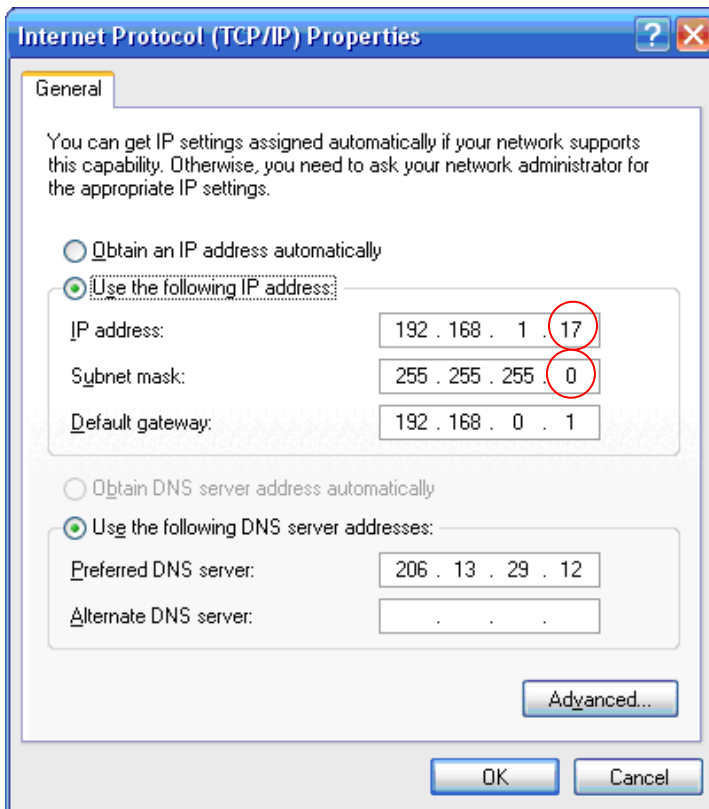 Internet Protocol (TCP/IP) Properties
General
You can get IP settings assigned automatically if your network supports
this capability. Otherwise, you need to ask your network administrator for
the appropriate IP settings.
Obtain an IP address automatically
Use the following IP address:
IP address: 192 . 168 . 1 . 17
Subnet mask: 255 . 255 . 255 . 0
Default gateway: 192 . 168 . 0 . 1
Obtain DNS server address automatically
Use the following DNS server addresses:
Preferred DNS server: 206 . 13 . 29 . 12
Alternate DNS server: . . .
Advanced...
OK Cancel